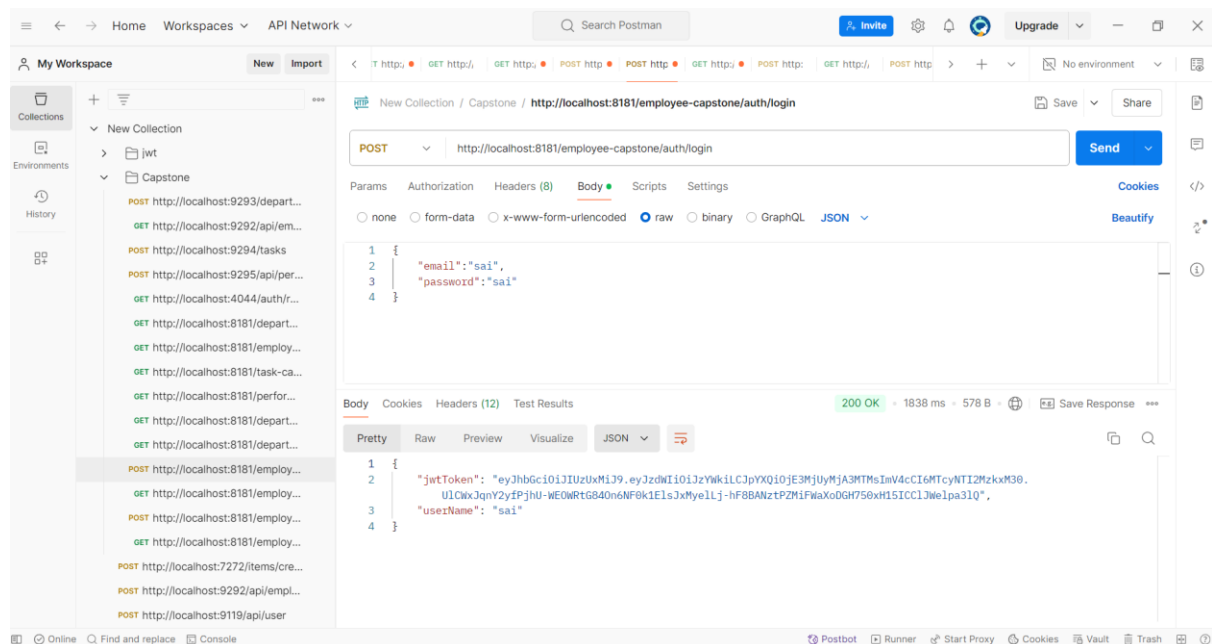 Home Workspaces API Network Search Postman Invite Upgrade
My Workspace New Import T http:; GET http:/, GET http:; POST http POST http GET http:; POST http: GET http:/, POST http No environment
Collections
Environments
History
New Collection
jwt
Capstone
POST http://localhost:9293/depart...
GET http://localhost:9292/api/em...
POST http://localhost:9294/tasks
POST http://localhost:9295/api/per...
GET http://localhost:4044/auth/r...
GET http://localhost:8181/depart...
GET http://localhost:8181/employ...
GET http://localhost:8181/task-ca...
GET http://localhost:8181/perfor...
GET http://localhost:8181/depart...
GET http://localhost:8181/depart...
POST http://localhost:8181/employ...
GET http://localhost:8181/employ...
POST http://localhost:8181/employ...
GET http://localhost:8181/employ...
POST http://localhost:7272/items/cre...
POST http://localhost:9292/api/empl...
POST http://localhost:9119/api/user
HTTP New Collection / Capstone / http://localhost:8181/employee-capstone/auth/login Save Share
POST http://localhost:8181/employee-capstone/auth/login Send
Params Authorization Headers (8) Body Scripts Settings Cookies
none form-data x-www-form-urlencoded raw binary GraphQL JSON Beautify
1 {
2 "email":"sai",
3 "password":"sai"
4 }
Body Cookies Headers (12) Test Results 200 OK 1838 ms 578 B Save Response
Pretty Raw Preview Visualize JSON
1 {
2 "jwtToken": "eyJhbGciOiJIUzUxMiJ9.eyJzdWIiOiJzYWkiLCJpYXQiOjE3MjUyMjA3MTMsImV4cCI6MTcyNTI2MzkxM30.
UlCWxJqnY2yfPjhU-WEOWRtG84On6NF0k1ElsJxMyelLj-hF8BANztPZMiFWaXoDGH750xH15ICClJWelpa3lQ",
3 "userName": "sai"
4 }
Online Find and replace Console Postbot Runner Start Proxy Cookies Vault Trash